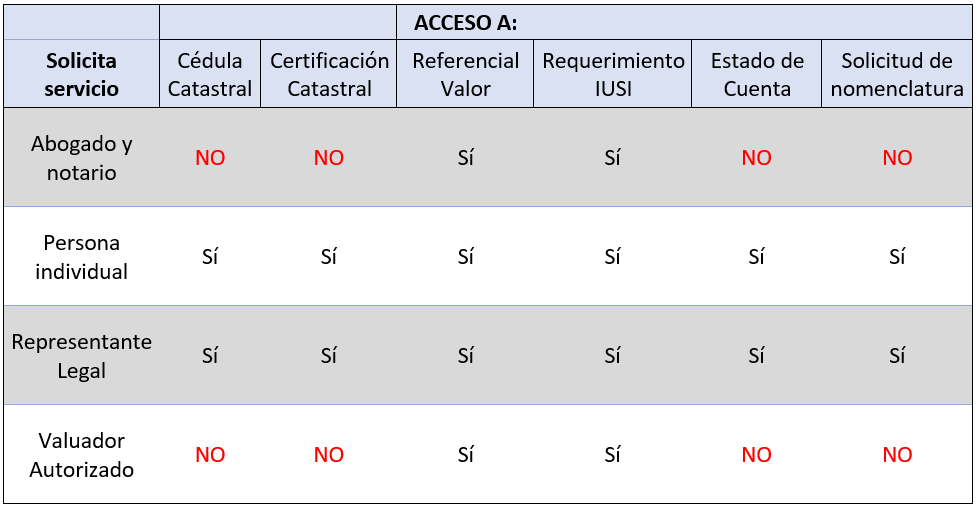 ACCESO A:
Solicita servicio Cédula Catastral Certificación Catastral Referencial Valor Requerimiento IUSI Estado de Cuenta Solicitud de nomenclatura
Abogado y notario NO NO Sí Sí NO NO
Persona individual Sí Sí Sí Sí Sí Sí
Representante Legal Sí Sí Sí Sí Sí Sí
Valuador Autorizado NO NO Sí Sí NO NO